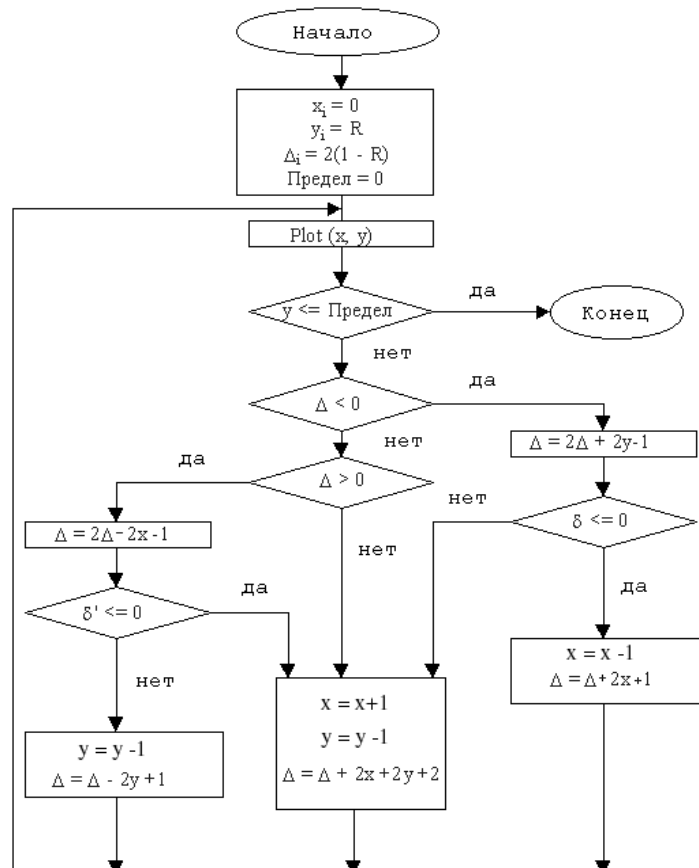 Начало
xi = 0
yi = R
Δi = 2(1 - R)
Предел = 0
Plot (x, y)
y <= Предел
да
Конец
нет
Δ < 0
да
нет
Δ = 2Δ + 2y-1
да
Δ > 0
нет
δ <= 0
Δ = 2Δ - 2x - 1
нет
да
δ' <= 0
да
нет
x = x -1
Δ = Δ+ 2x+1
x = x+1
y = y -1
Δ = Δ + 2x+2y+2
y = y -1
Δ = Δ - 2y+1